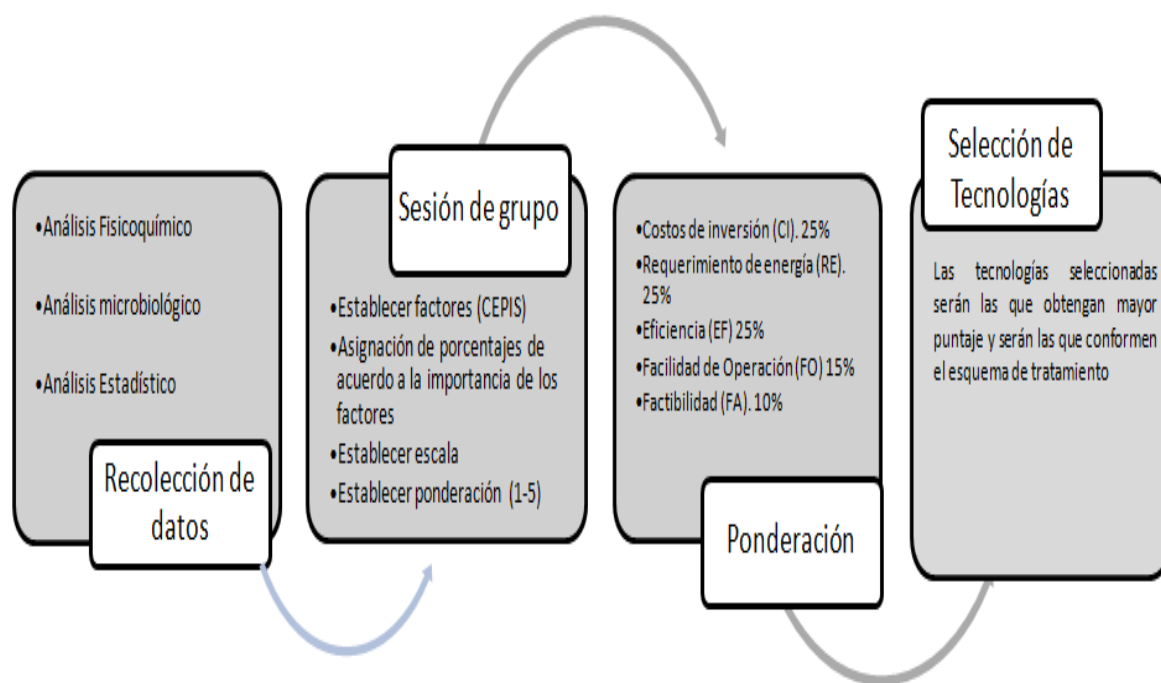 •Análisis Fisicoquímico
•Análisis microbiológico
•Análisis Estadístico
Recolección de
datos
Sesión de grupo
•Establecer factores (CEPIS)
•Asignación de porcentajes de
acuerdo a la importancia de los
factores
•Establecer escala
•Establecer ponderación (1-5)
•Costos de inversión (CI). 25%
•Requerimiento de energía (RE).
25%
•Eficiencia (EF) 25%
•Facilidad de Operación (FO) 15%
•Factibilidad (FA). 10%
Ponderación
Selección de
Tecnologías
Las tecnologías seleccionadas
serán las que obtengan mayor
puntaje y serán las que conformen
el esquema de tratamiento